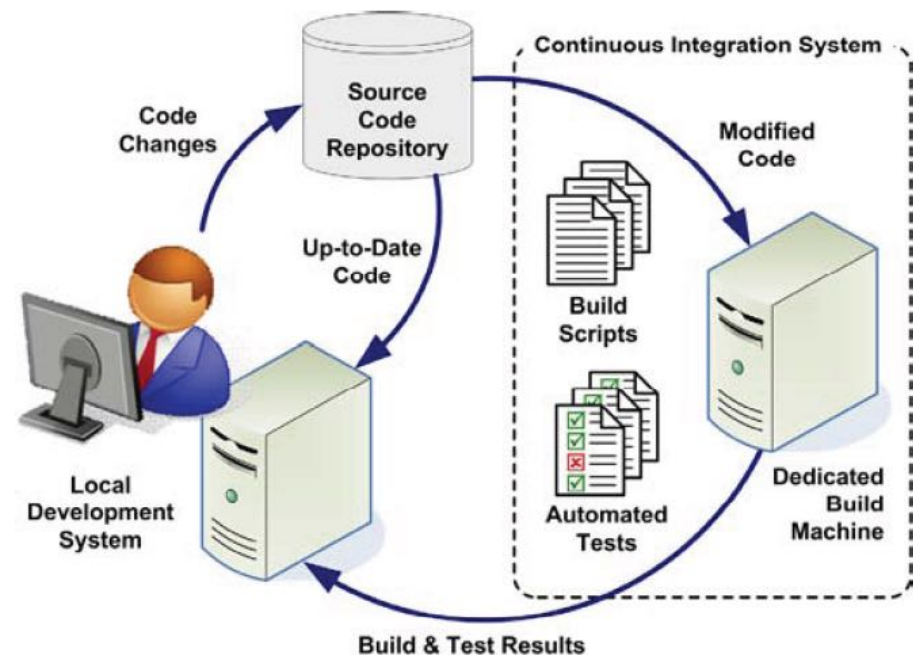 Continuous Integration System
Source
Code
Repository
Code
Changes
Modified
Code
Up-to-Date
Code
Build
Scripts
Local
Development
System
Automated
Tests
Dedicated
Build
Machine
Build & Test Results